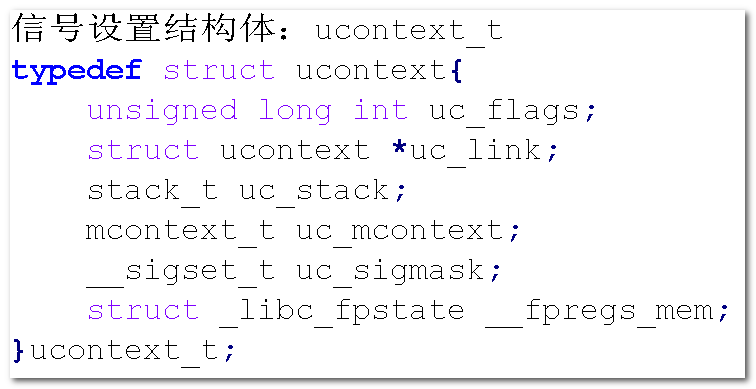 信号设置结构体：ucontext_t
typedef struct ucontext{
    unsigned long int uc_flags;
    struct ucontext *uc_link;
    stack_t uc_stack;
    mcontext_t uc_mcontext;
    __sigset_t uc_sigmask;
    struct _libc_fpstate __fpregs_mem;
}ucontext_t;